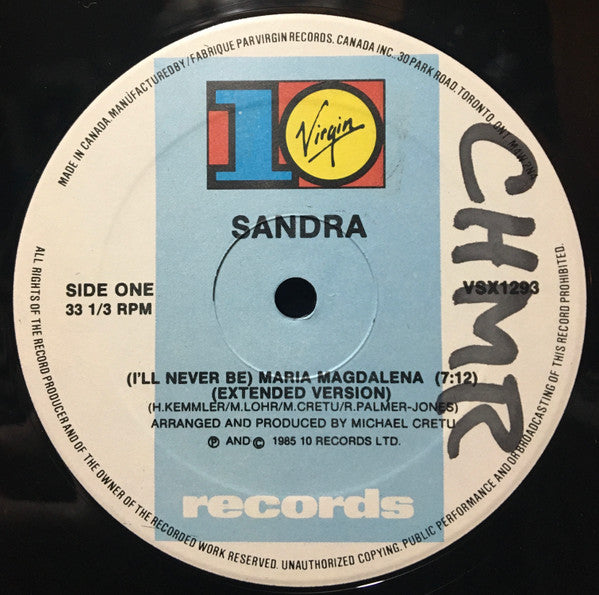 MADE IN CANADA. MANUFACTURED BY / FABRIQUE PAR VIRGIN RECORDS, CANADA INC., 30 PARK ROAD, TORONTO, ONT.
10
Virgin
SANDRA
CHMR
SIDE ONE
33 1/3 RPM
VSX1293
(I'LL NEVER BE) MARIA MAGDALENA (7:12)
(EXTENDED VERSION)
(H.KEMMLER/M.LOHR/M.CRETU/R.PALMER-JONES)
ARRANGED AND PRODUCED BY MICHAEL CRETU
℗ AND © 1985 10 RECORDS LTD.
records
ALL RIGHTS OF THE RECORD PRODUCER AND OF THE OWNER OF THE RECORDED WORK RESERVED. UNAUTHORIZED COPYING, PUBLIC PERFORMANCE AND OR BROADCASTING OF THIS RECORD PROHIBITED.